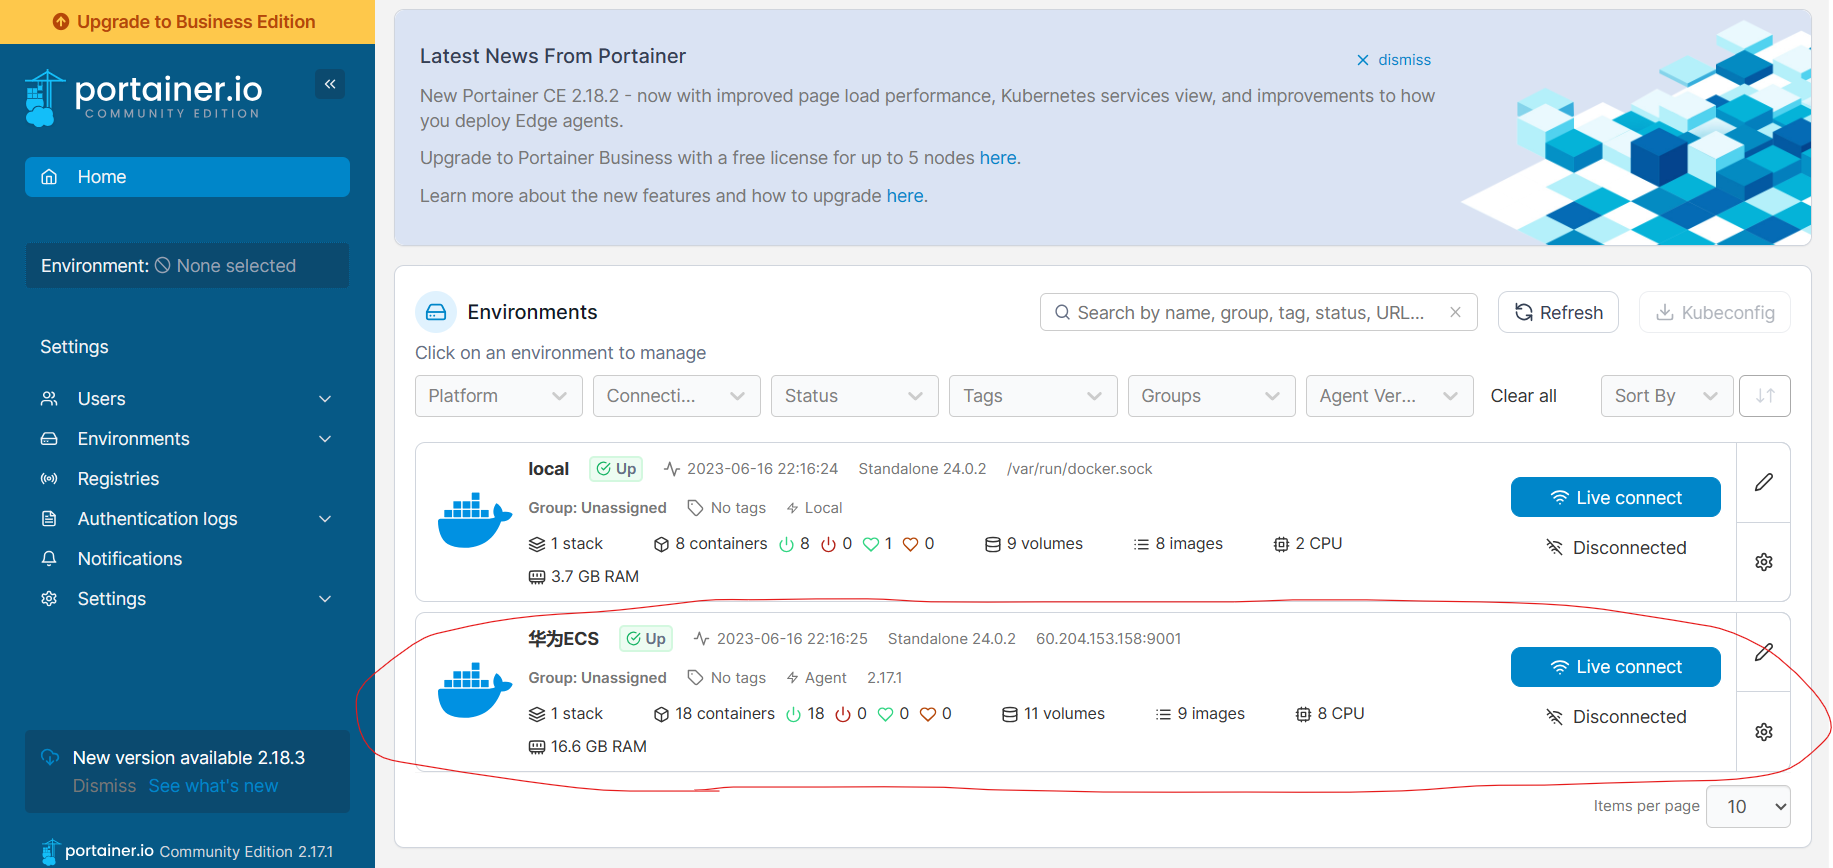 Upgrade to Business Edition
portainer.io
COMMUNITY EDITION
Home
Environment: None selected
Settings
Users
Environments
Registries
Authentication logs
Notifications
Settings
New version available 2.18.3
Dismiss See what's new
portainer.io Community Edition 2.17.1
Latest News From Portainer
dismiss
New Portainer CE 2.18.2 - now with improved page load performance, Kubernetes services view, and improvements to how
you deploy Edge agents.
Upgrade to Portainer Business with a free license for up to 5 nodes here.
Learn more about the new features and how to upgrade here.
Environments
Search by name, group, tag, status, URL...
Refresh
Kubeconfig
Click on an environment to manage
Platform Connecti... Status Tags Groups Agent Ver... Clear all Sort By
local Up 2023-06-16 22:16:24 Standalone 24.0.2 /var/run/docker.sock
Group: Unassigned No tags Local
1 stack 8 containers 8 0 1 0 9 volumes 8 images 2 CPU
3.7 GB RAM
Live connect
Disconnected
华为ECS Up 2023-06-16 22:16:25 Standalone 24.0.2 60.204.153.158:9001
Group: Unassigned No tags Agent 2.17.1
1 stack 18 containers 18 0 0 0 11 volumes 9 images 8 CPU
16.6 GB RAM
Live connect
Disconnected
Items per page 10